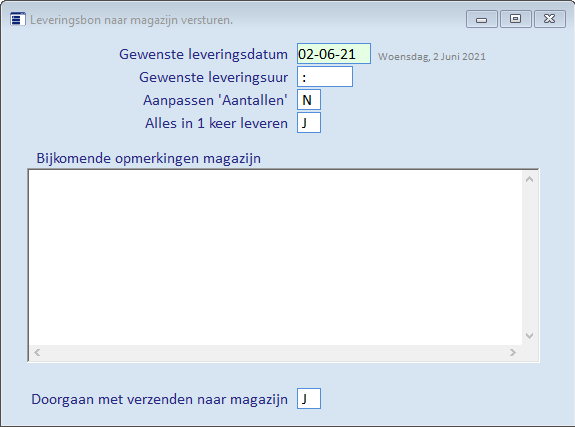 Leveringsbon naar magazijn versturen.
Gewenste leveringsdatum 02-06-21 Woensdag, 2 Juni 2021
Gewenste leveringsuur :
Aanpassen 'Aantallen' N
Alles in 1 keer leveren J
Bijkomende opmerkingen magazijn
Doorgaan met verzenden naar magazijn J